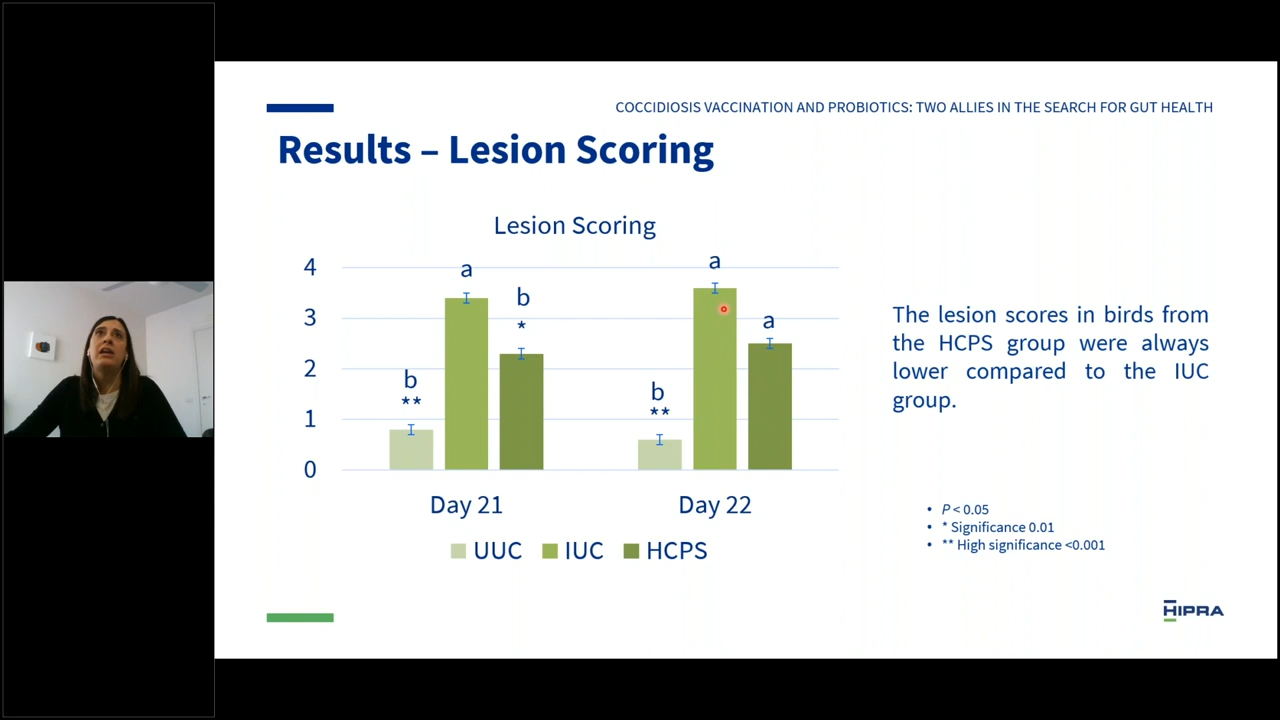 COCCIDIOSIS VACCINATION AND PROBIOTICS: TWO ALLIES IN THE SEARCH FOR GUT HEALTH
Results – Lesion Scoring
Lesion Scoring
4
3
2
1
0
b
**
a
b
*
b
**
a
a
Day 21
Day 22
UUC
IUC
HCPS
The lesion scores in birds from
the HCPS group were always
lower compared to the IUC
group.
• P < 0.05
• * Significance 0.01
• ** High significance <0.001
HIPRA